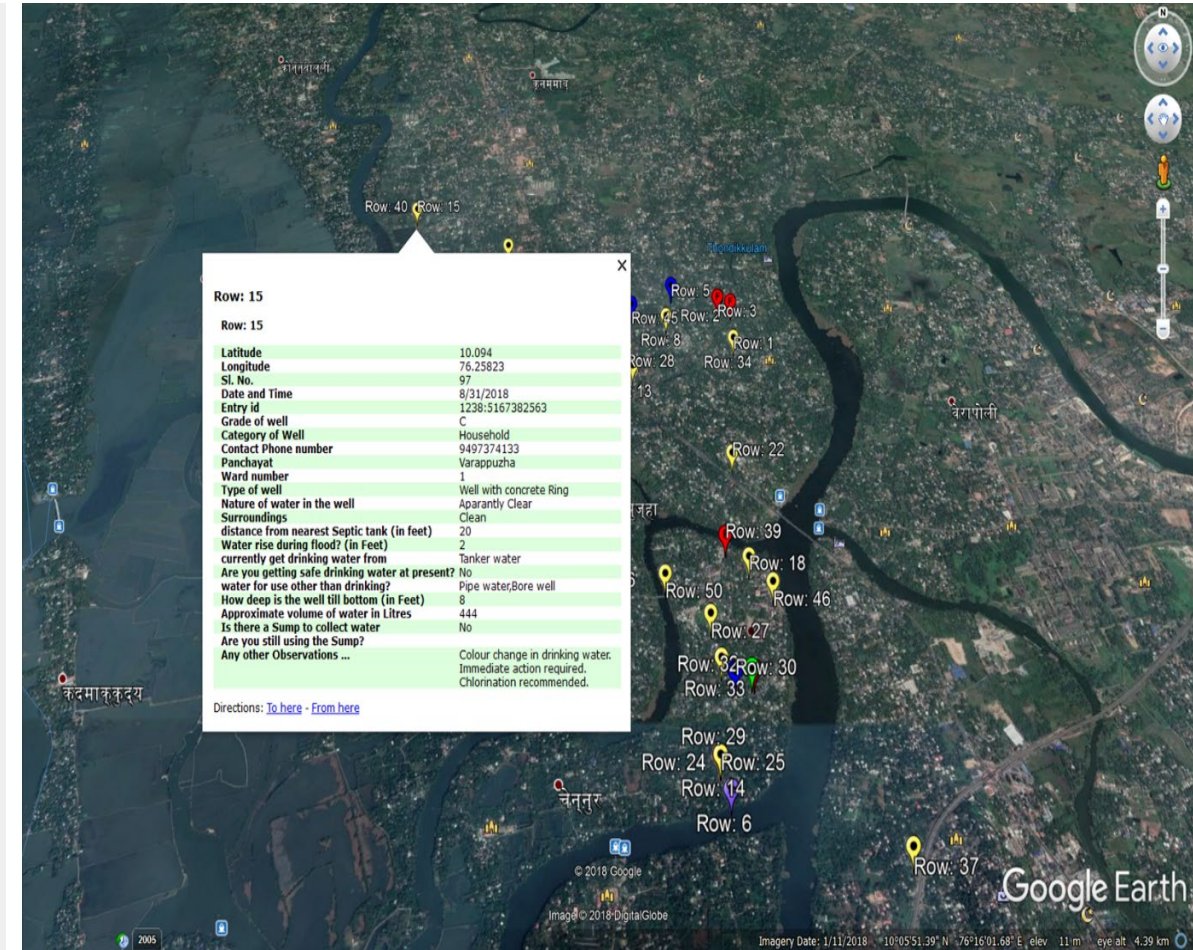 N
कोत्तुवाल्ली
कूनम्माव
Row: 40 Row: 15
Thondikkulam
X
Row: 15
Row: 15
Latitude 10.094
Longitude 76.25823
Sl. No. 97
Date and Time 8/31/2018
Entry id 1238:5167382563
Grade of well C
Category of Well Household
Contact Phone number 9497374133
Panchayat Varappuzha
Ward number 1
Type of well Well with concrete Ring
Nature of water in the well Aparantly Clear
Surroundings Clean
distance from nearest Septic tank (in feet) 20
Water rise during flood? (in Feet) 2
currently get drinking water from Tanker water
Are you getting safe drinking water at present? No
water for use other than drinking? Pipe water,Bore well
How deep is the well till bottom (in Feet) 8
Approximate volume of water in Litres 444
Is there a Sump to collect water No
Are you still using the Sump?
Any other Observations ... Colour change in drinking water.
Immediate action required.
Chlorination recommended.
Directions: To here - From here
Row: 5
Row: 2 Row: 3
Row: 8 Row: 1
Row: 28 Row: 34
13
वेरापोली
Row: 22
Row: 39
Row: 18
Row: 50 Row: 46
Row: 27
Row: 32 Row: 30
Row: 33
कदमाक्कुद्य
Row: 29
Row: 24 Row: 25
Row: 14
चेन्नुर
Row: 6
Row: 37
© 2018 Google
Google Earth
Image © 2018 DigitalGlobe
2005
Imagery Date: 1/11/2018 10°05'51.39" N 76°16'01.68" E elev 11 m eye alt 4.39 km